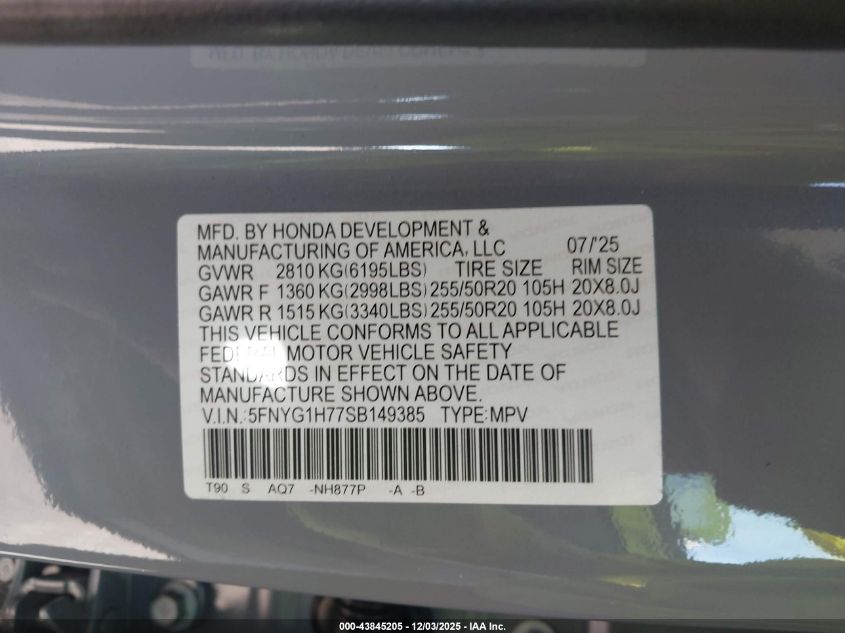 MFD. BY HONDA DEVELOPMENT &
MANUFACTURING OF AMERICA, LLC 07/'25
GVWR 2810 KG(6195LBS) TIRE SIZE RIM SIZE
GAWR F 1360 KG(2998LBS) 255/50R20 105H 20X8.0J
GAWR R 1515 KG(3340LBS) 255/50R20 105H 20X8.0J
THIS VEHICLE CONFORMS TO ALL APPLICABLE
FEDERAL MOTOR VEHICLE SAFETY
STANDARDS IN EFFECT ON THE DATE OF
MANUFACTURE SHOWN ABOVE.
V.I.N.:5FNYG1H77SB149385 TYPE:MPV
T90 S AQ7 -NH877P -A -B
000-43845205 - 12/03/2025 - IAA Inc.